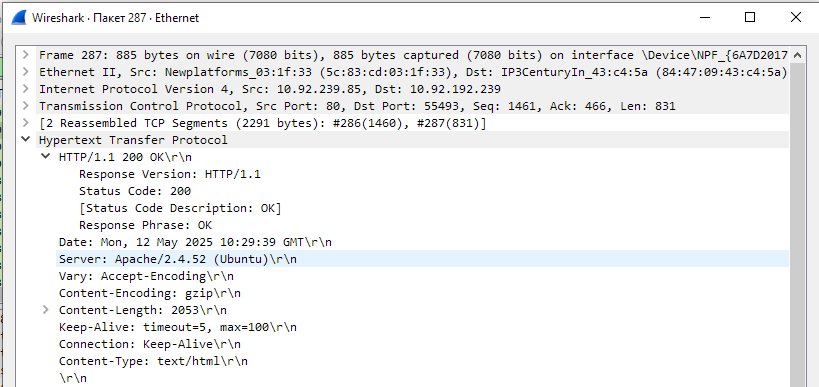 Wireshark · Пакет 287 · Ethernet
Frame 287: 885 bytes on wire (7080 bits), 885 bytes captured (7080 bits) on interface \Device\NPF_{6A7D2017
Ethernet II, Src: Newplatforms_03:1f:33 (5c:83:cd:03:1f:33), Dst: IP3CenturyIn_43:c4:5a (84:47:09:43:c4:5a)
Internet Protocol Version 4, Src: 10.92.239.85, Dst: 10.92.192.239
Transmission Control Protocol, Src Port: 80, Dst Port: 55493, Seq: 1461, Ack: 466, Len: 831
[2 Reassembled TCP Segments (2291 bytes): #286(1460), #287(831)]
Hypertext Transfer Protocol
HTTP/1.1 200 OK\r\n
Response Version: HTTP/1.1
Status Code: 200
[Status Code Description: OK]
Response Phrase: OK
Date: Mon, 12 May 2025 10:29:39 GMT\r\n
Server: Apache/2.4.52 (Ubuntu)\r\n
Vary: Accept-Encoding\r\n
Content-Encoding: gzip\r\n
Content-Length: 2053\r\n
Keep-Alive: timeout=5, max=100\r\n
Connection: Keep-Alive\r\n
Content-Type: text/html\r\n
\r\n